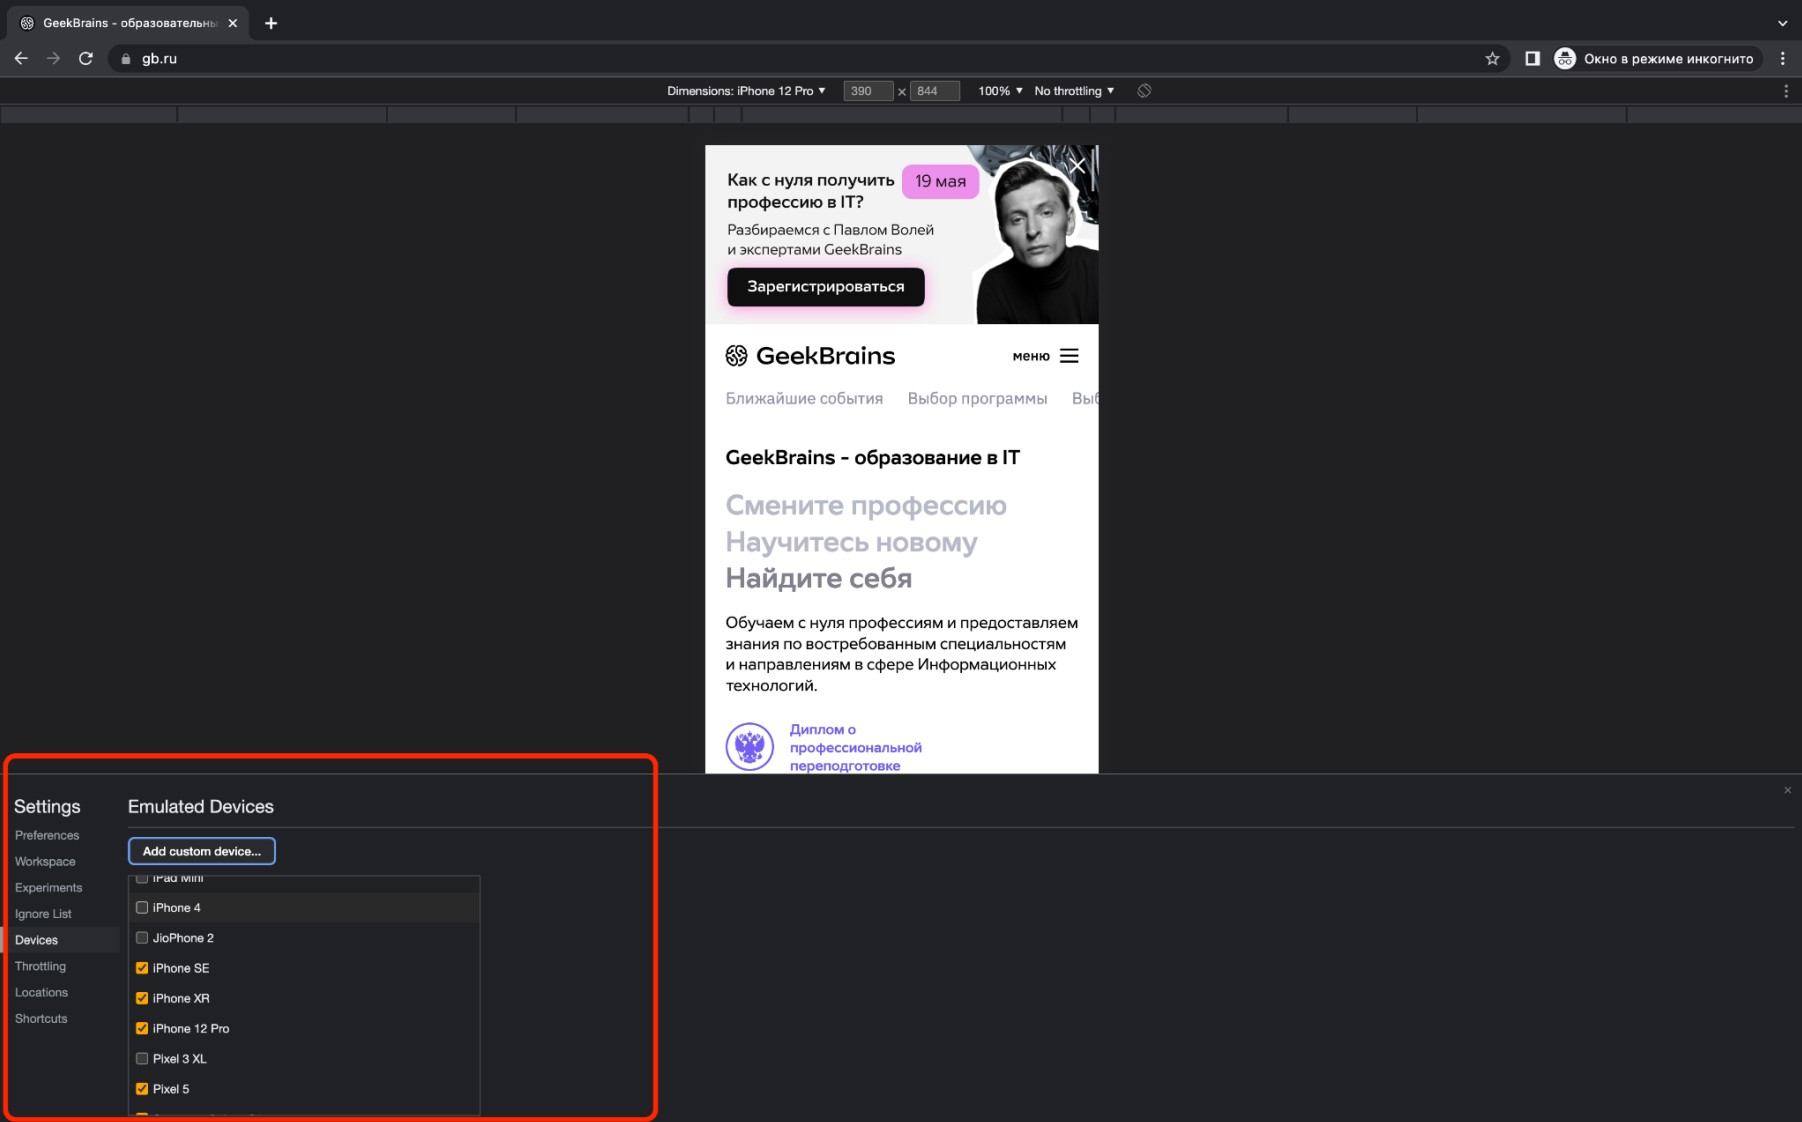 GeekBrains - образовательны
gb.ru
Окно в режиме инкогнито
Dimensions: iPhone 12 Pro
390 × 844
100%
No throttling
Как с нуля получить
профессию в IT?
19 мая
Разбираемся с Павлом Волей
и экспертами GeekBrains
Зарегистрироваться
GeekBrains
меню
Ближайшие события Выбор программы Выб
GeekBrains - образование в IT
Смените профессию
Научитесь новому
Найдите себя
Обучаем с нуля профессиям и предоставляем
знания по востребованным специальностям
и направлениям в сфере Информационных
технологий.
Диплом о
профессиональной
переподготовке
Settings
Preferences
Workspace
Experiments
Ignore List
Devices
Throttling
Locations
Shortcuts
Emulated Devices
Add custom device...
iPad Mini
iPhone 4
JioPhone 2
iPhone SE
iPhone XR
iPhone 12 Pro
Pixel 3 XL
Pixel 5